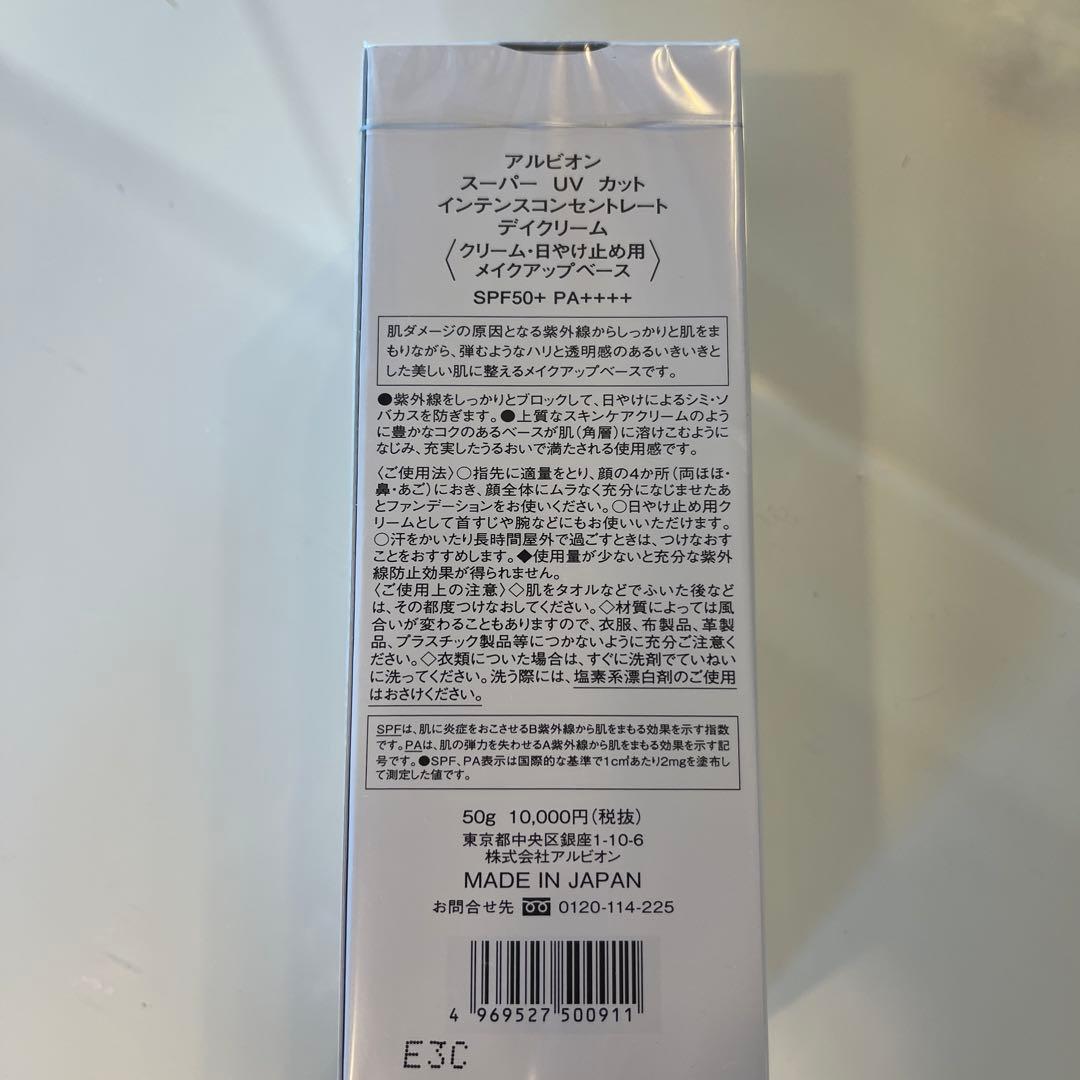 アルビオン
スーパー UV カット
インテンスコンセントレート
デイクリーム
〈クリーム・日やけ止め用
メイクアップベース〉
SPF50+ PA++++
肌ダメージの原因となる紫外線からしっかりと肌をま
もりながら、弾むようなハリと透明感のあるいきいきと
した美しい肌に整えるメイクアップベースです。
●紫外線をしっかりとブロックして、日やけによるシミ・ソ
バカスを防ぎます。●上質なスキンケアクリームのよう
に豊かなコクのあるベースが肌(角層)に溶けこむように
なじみ、充実したうるおいで満たされる使用感です。
〈ご使用法〉○指先に適量をとり、顔の4か所(両ほほ・
鼻・あご)におき、顔全体にムラなく充分になじませたあ
とファンデーションをお使いください。○日やけ止め用ク
リームとして首すじや腕などにもお使いいただけます。
○汗をかいたり長時間屋外で過ごすときは、つけなおす
ことをおすすめします。◆使用量が少ないと充分な紫外
線防止効果が得られません。
〈ご使用上の注意〉◇肌をタオルなどでふいた後など
は、その都度つけなおしてください。◇材質によっては風
合いが変わることもありますので、衣服、布製品、革製
品、プラスチック製品等につかないように充分ご注意く
ださい。◇衣類についた場合は、すぐに洗剤でていねい
に洗ってください。洗う際には、塩素系漂白剤のご使用
はおさけください。
SPFは、肌に炎症をおこさせるB紫外線から肌をまもる効果を示す指数
です。PAは、肌の弾力を失わせるA紫外線から肌をまもる効果を示す記
号です。●SPF、PA表示は国際的な基準で1c㎡あたり2mgを塗布し
て測定した値です。
50g 10,000円(税抜)
東京都中央区銀座1-10-6
株式会社アルビオン
MADE IN JAPAN
お問合せ先 0120-114-225
4 969527 500911
E3C